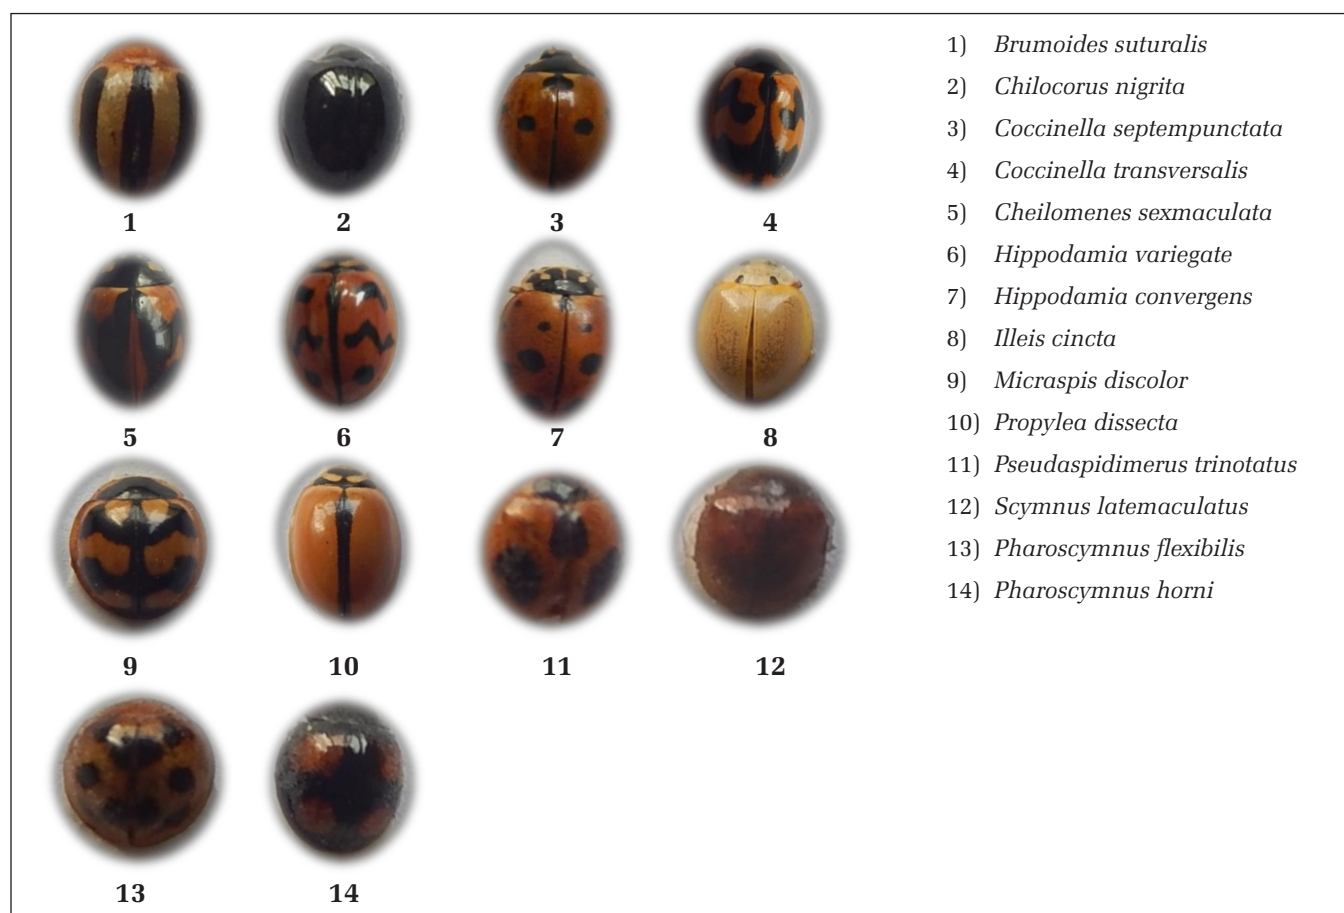 1) Brumoides suturalis
2) Chilocorus nigrita
3) Coccinella septempunctata
4) Coccinella transversalis
5) Cheilomenes sexmaculata
6) Hippodamia variegate
7) Hippodamia convergens
8) Illeis cincta
9) Micraspis discolor
10) Propylea dissecta
11) Pseudaspidimerus trinotatus
12) Scymnus latemaculatus
13) Pharoscymnus flexibilis
14) Pharoscymnus horni
1 2 3 4
5 6 7 8
9 10 11 12
13 14